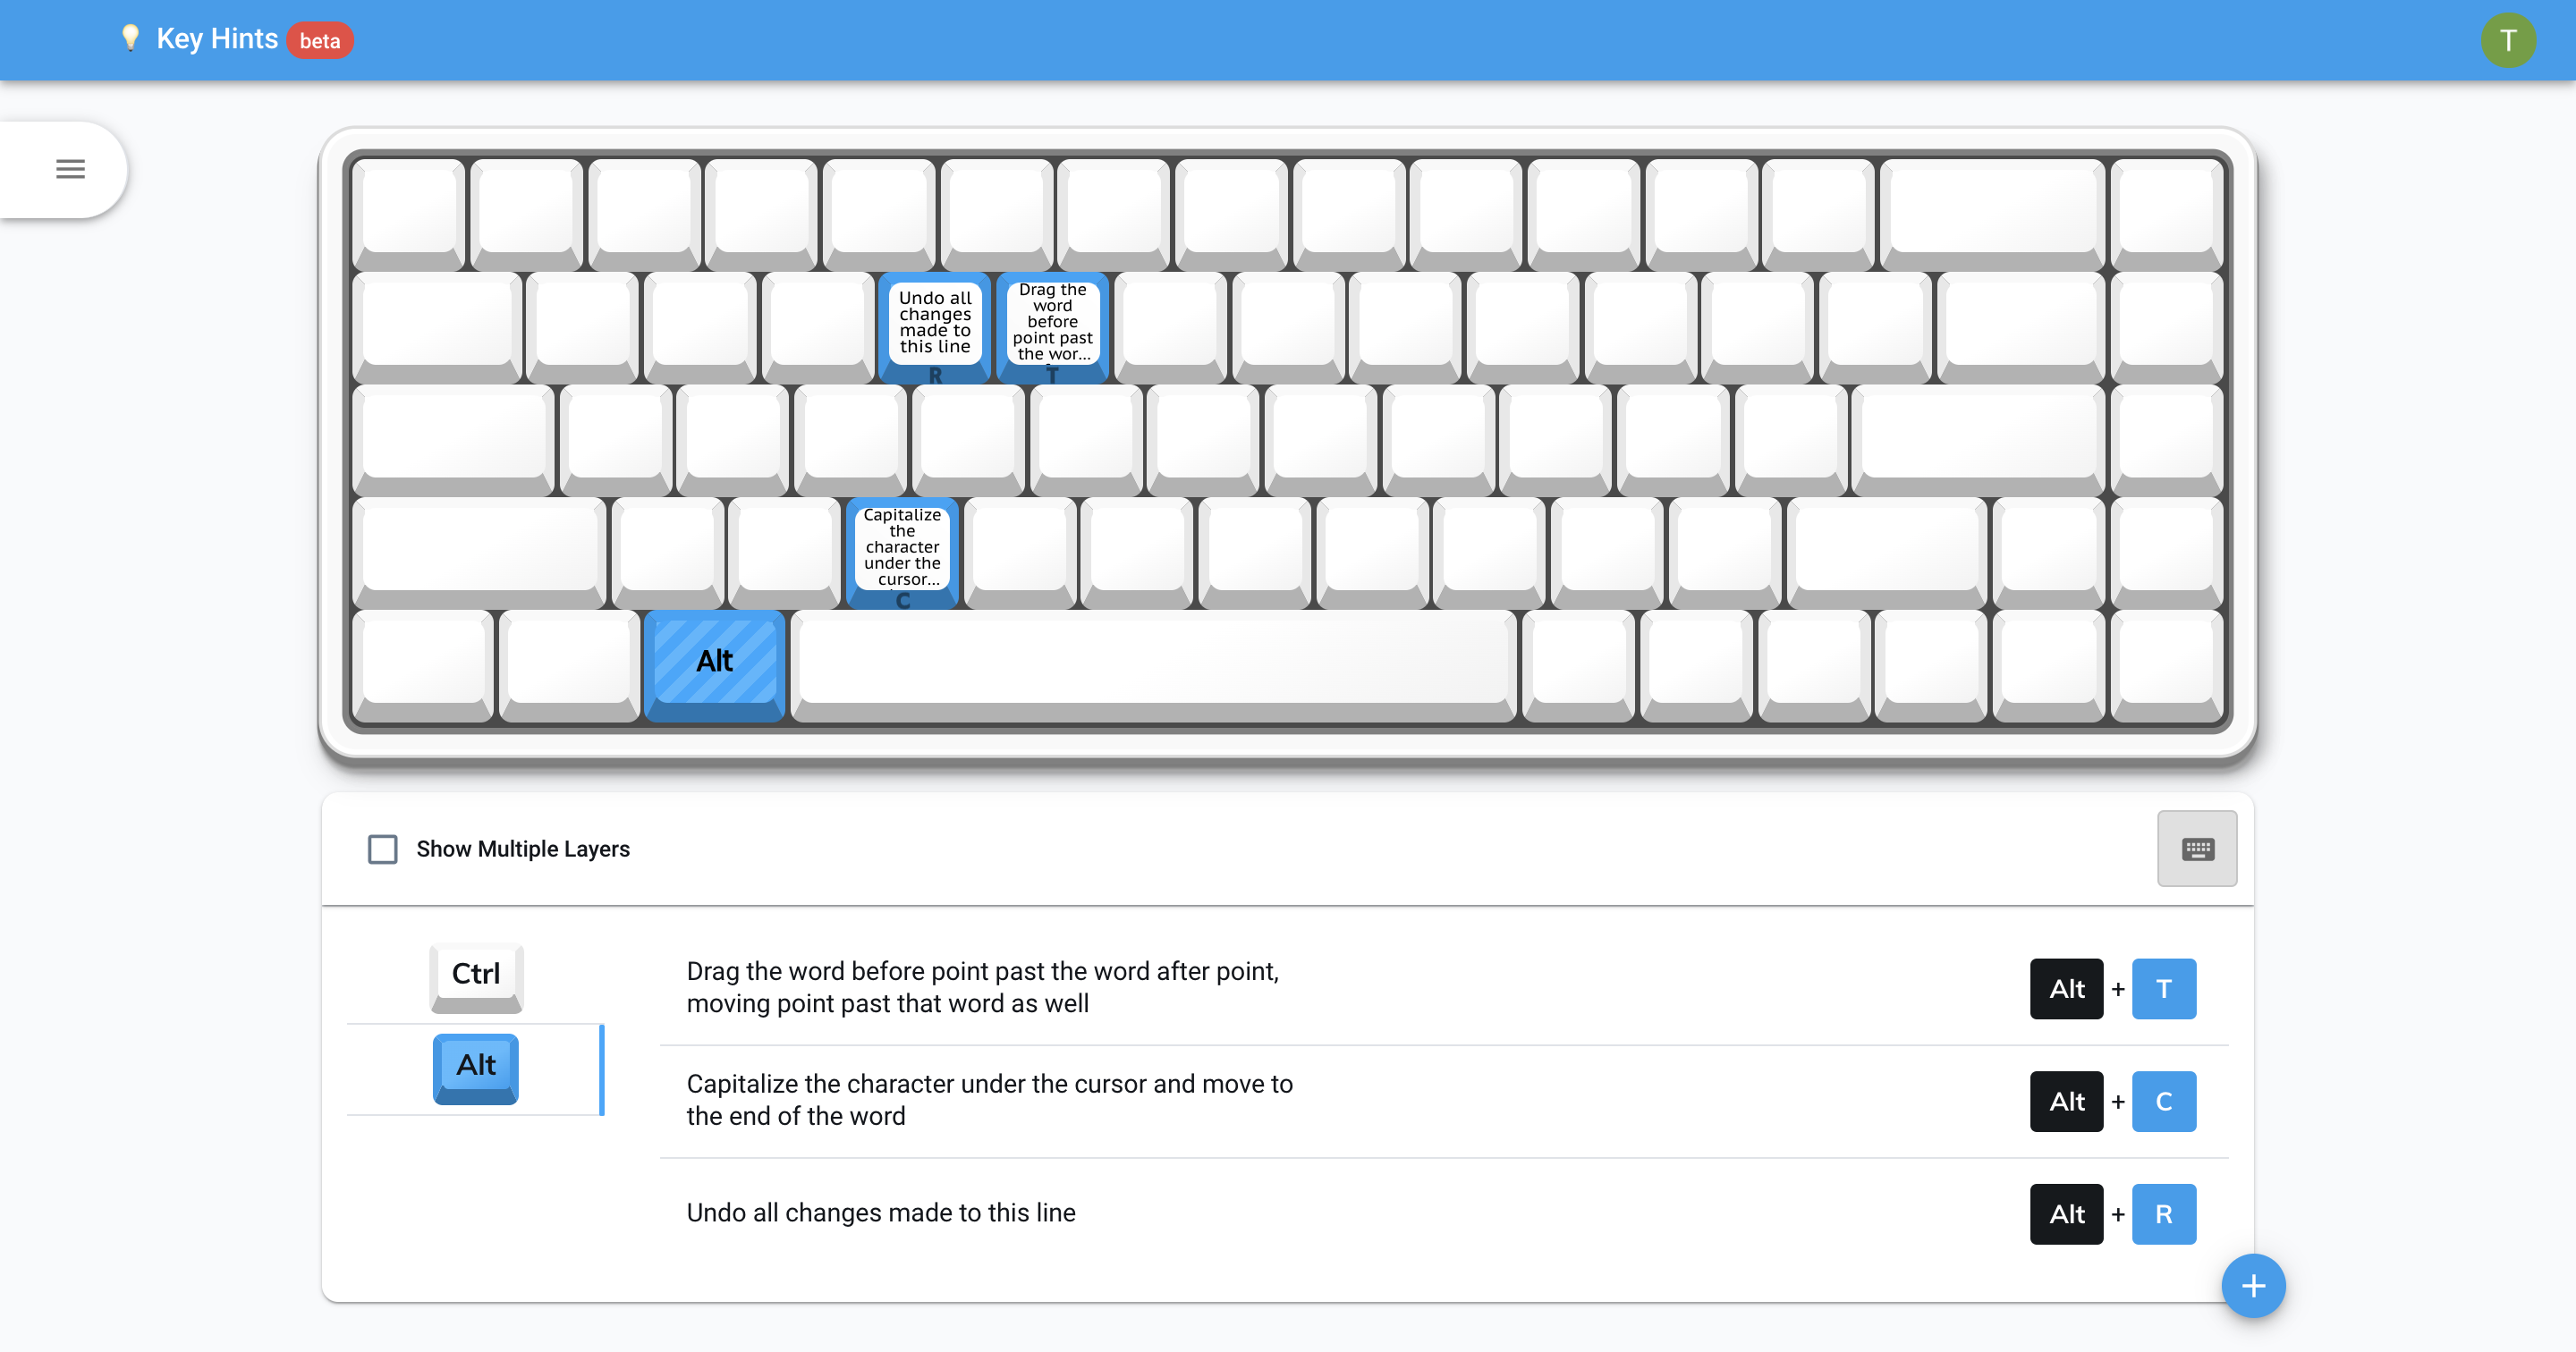 Key Hints beta
T
Undo all
changes
made to
this line
R
Drag the
word
before
point past
the wor...
T
Capitalize
the
character
under the
cursor...
C
Alt
Show Multiple Layers
Ctrl
Alt
Drag the word before point past the word after point,
moving point past that word as well
Alt + T
Capitalize the character under the cursor and move to
the end of the word
Alt + C
Undo all changes made to this line
Alt + R
+